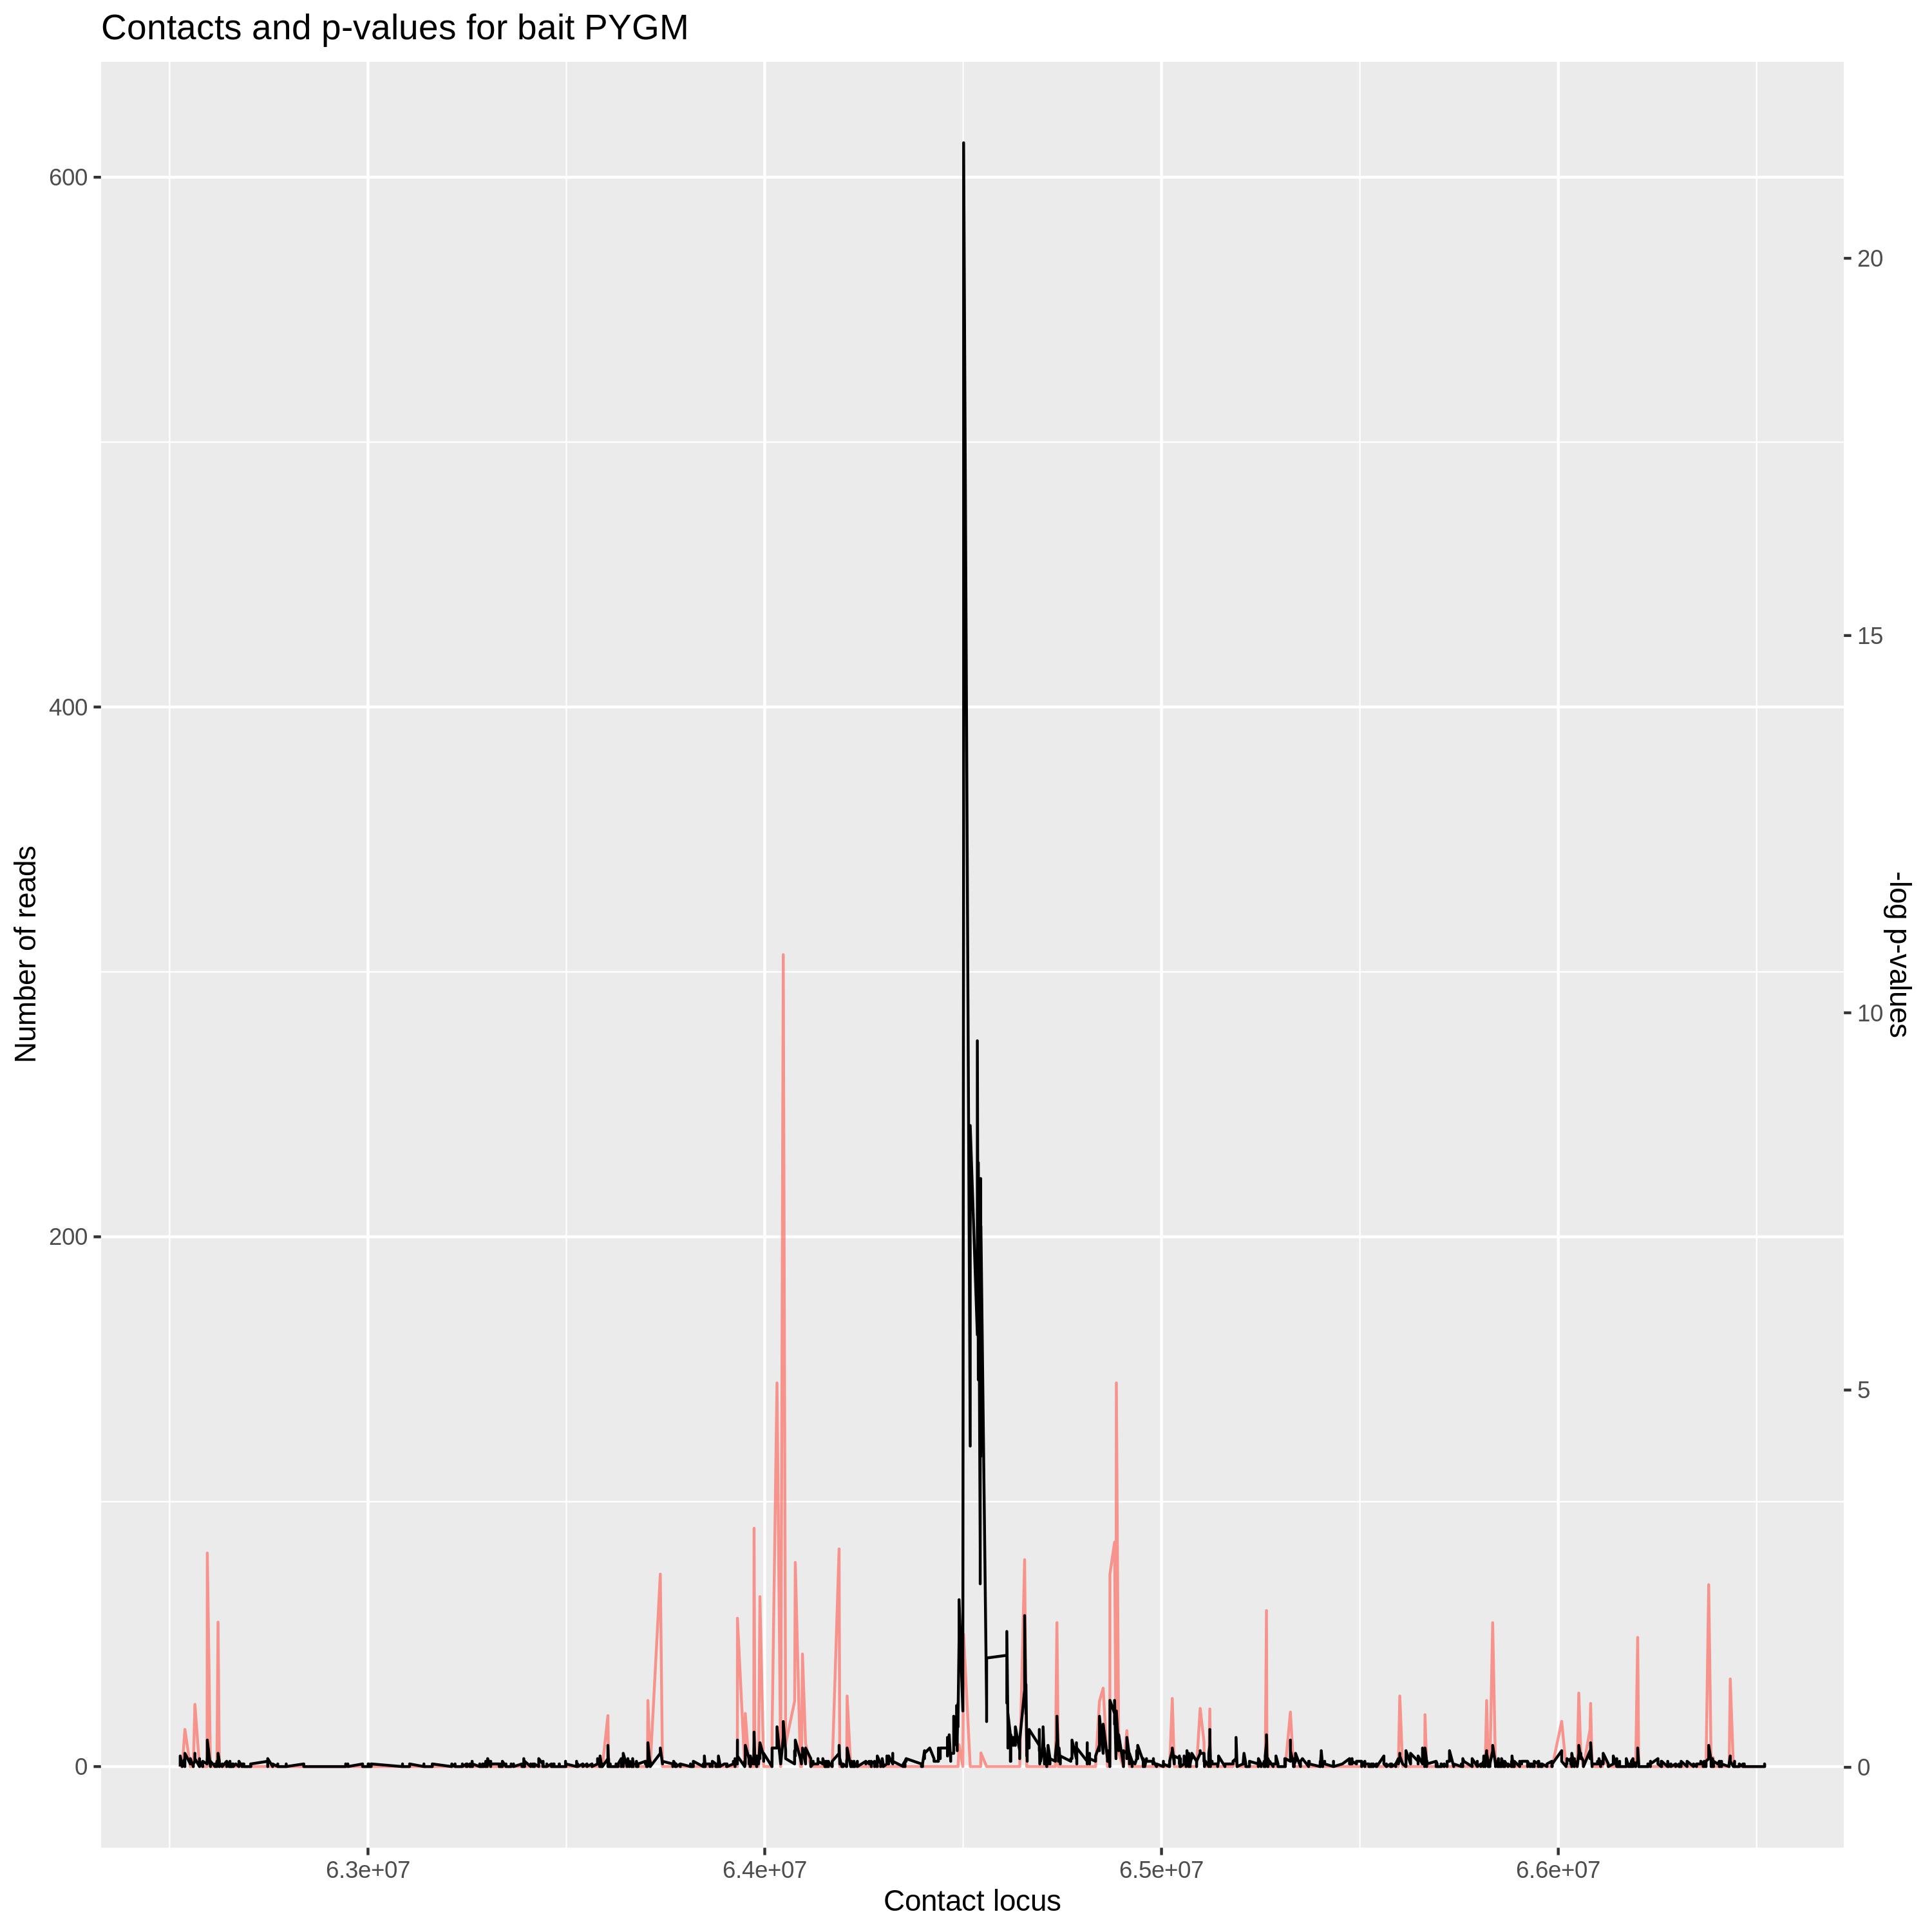 Contacts and p-values for bait PYGM
600
400
200
0
Number of reads
20
15
10
5
0
-log p-values
6.3e+07 6.4e+07 6.5e+07 6.6e+07
Contact locus